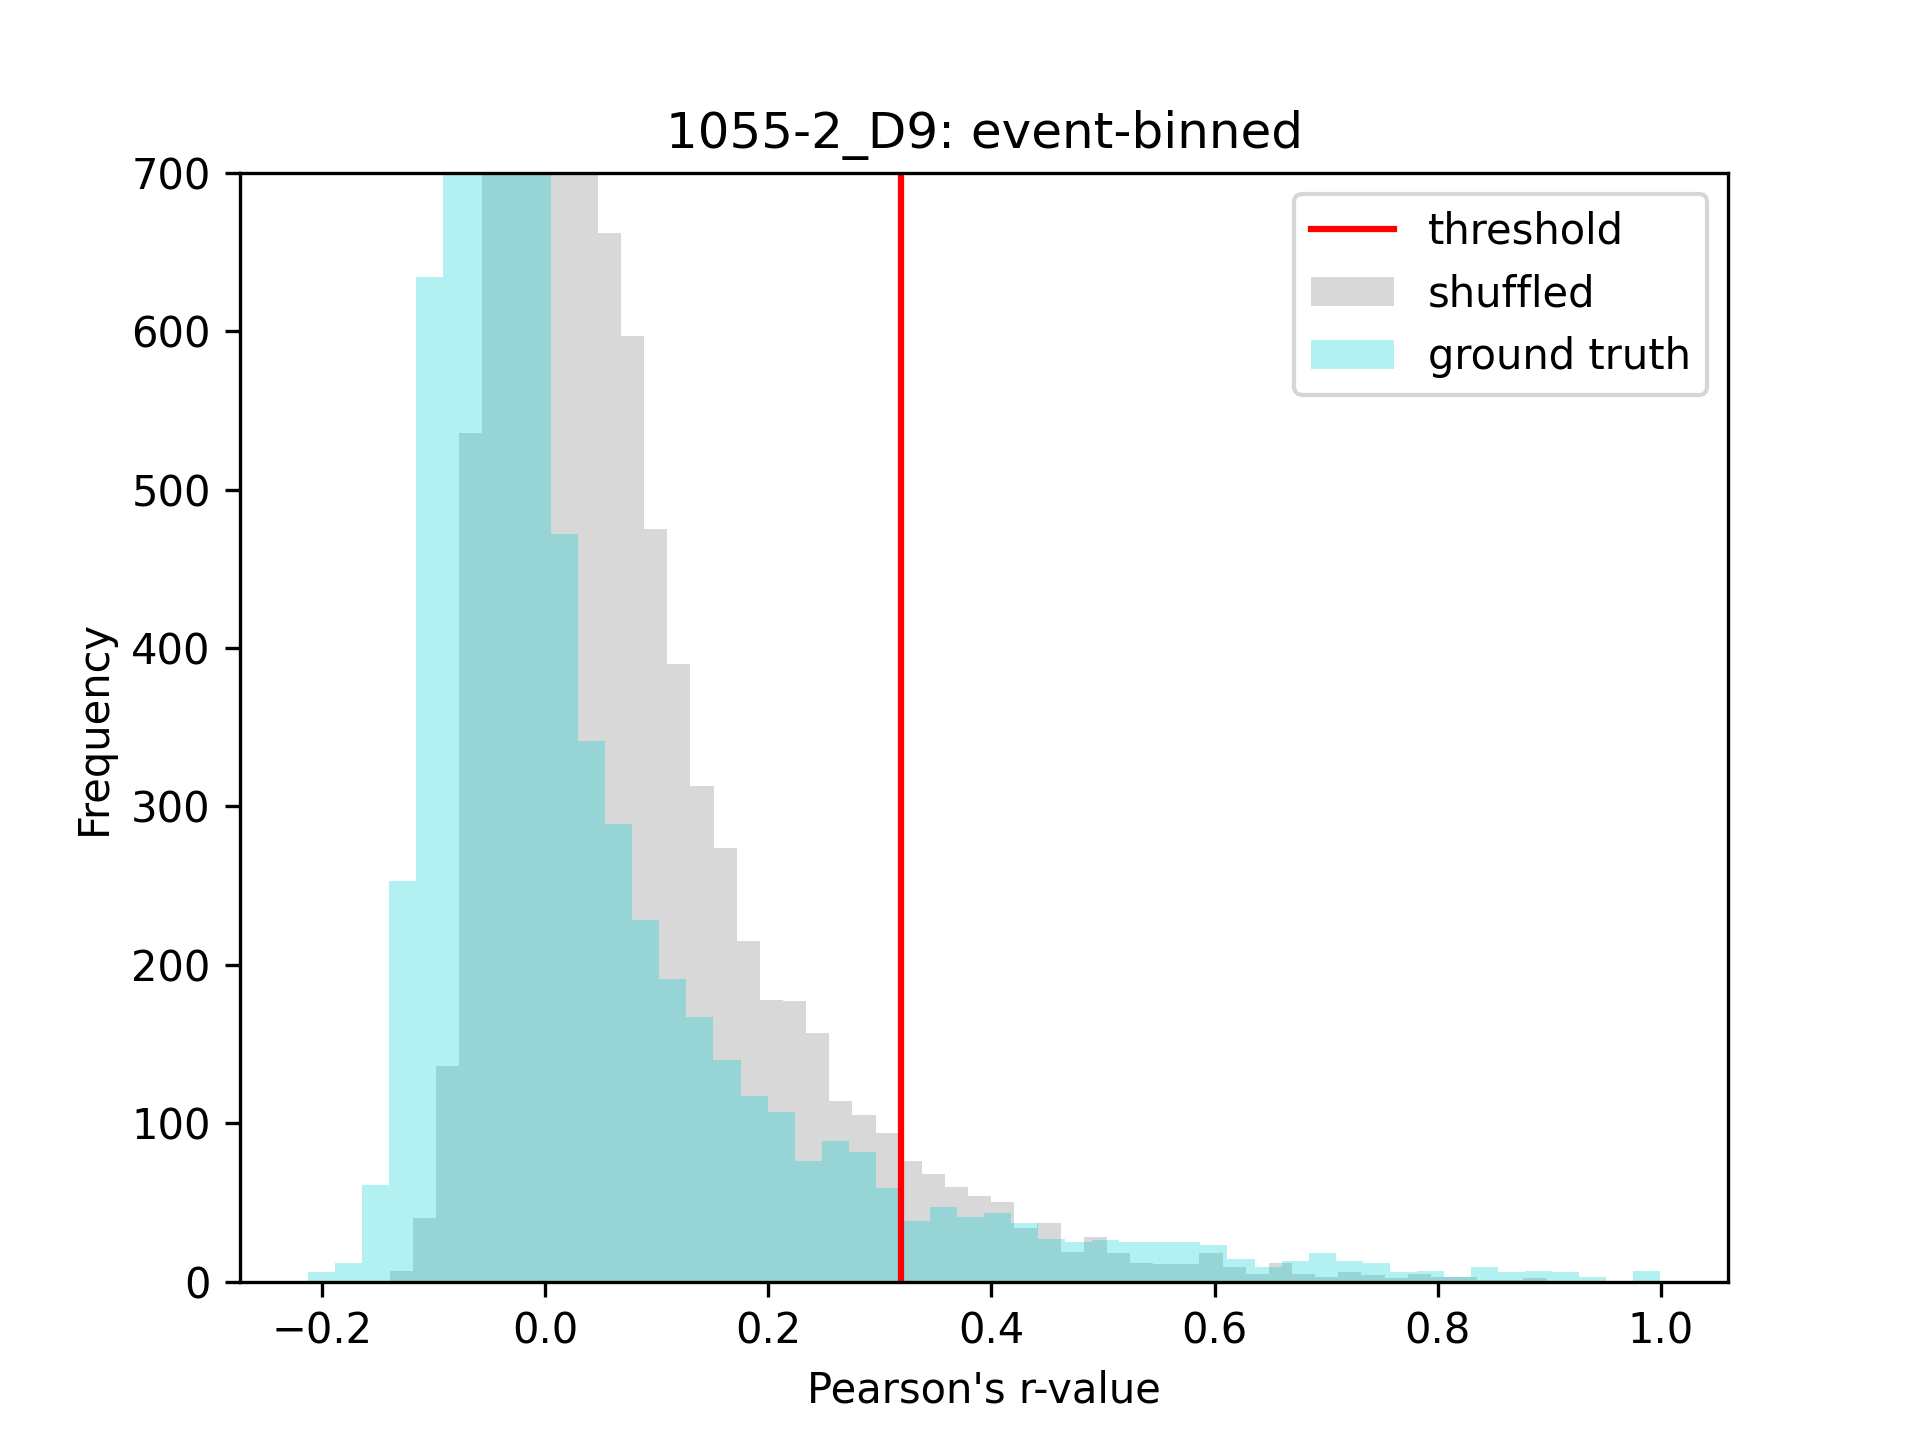 1055-2_D9: event-binned
700
600
500
400
300
200
100
0
Frequency
threshold
shuffled
ground truth
−0.2 0.0 0.2 0.4 0.6 0.8 1.0
Pearson's r-value